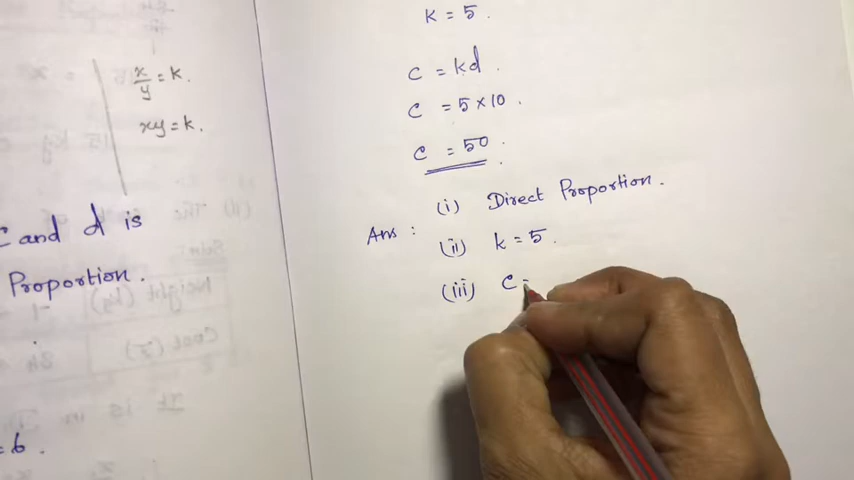 x/y = k.
xy = k.
c and d is
Proportion.
=6.
k = 5.
c = kd.
c = 5 × 10.
c = 50.
Ans : (i) Direct Proportion.
(ii) k = 5.
(iii) c =